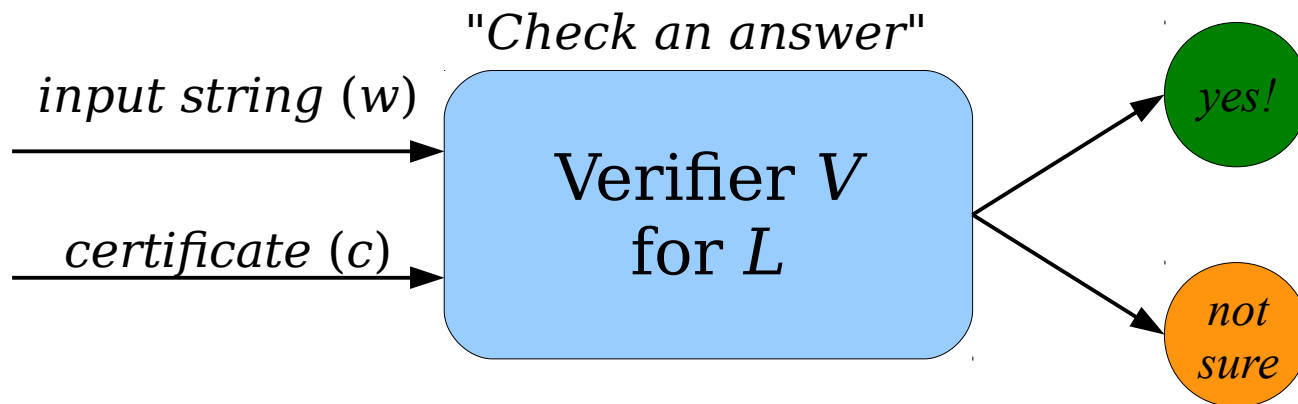 "Check an answer"
input string (w)
certificate (c)
Verifier V
for L
yes!
not
sure